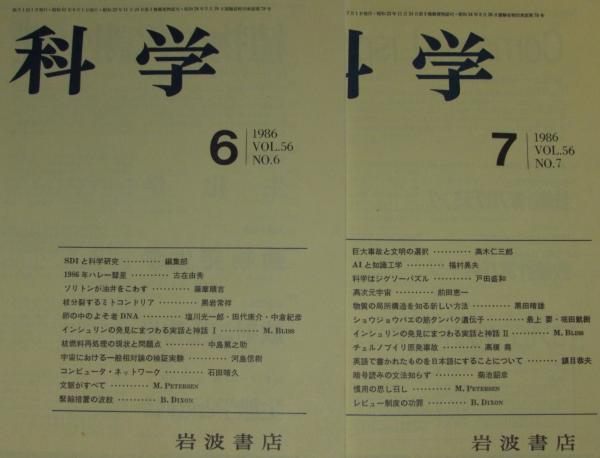 科学
6
1986
VOL.56
NO.6
SDIと科学研究 ·········· 編集部
1986年ハレー彗星 ·········· 古在由秀
ソリトンが油井をこわす ·········· 薩摩順吉
核分裂するミトコンドリア ·········· 黒岩常祥
卵の中のよそ者DNA ·········· 塩川光一郎・田代康介・中倉紀彦
インシュリンの発見にまつわる実話と神話 I ·········· M. BLISS
核燃料再処理の現状と問題点 ·········· 中島篤之助
宇宙における一般相対論の検証実験 ·········· 河島信樹
コンピュータ・ネットワーク ·········· 石田晴久
文脈がすべて ·········· M. PETERSEN
緊縮措置の波紋 ·········· B. DIXON
岩波書店
学
7
1986
VOL.56
NO.7
巨大事故と文明の選択 ·········· 高木仁三郎
AIと知識工学 ·········· 福村晃夫
科学はジグソーパズル ·········· 戸田盛和
高次元宇宙 ·········· 前田恵一
物質の局所構造を知る新しい方法 ·········· 黒田晴雄
ショウジョウバエの筋タンパク遺伝子 ·········· 最上 要・堀田凱樹
インシュリンの発見にまつわる実話と神話 II ·········· M. BLISS
チェルノブイリ原発事故 ·········· 高榎 堯
英語で書かれたものを日本語にすることについて ·········· 鎮目恭夫
暗号読みの文法知らず ·········· 菊池韶彦
慣用の思し召し ·········· M. PETERSEN
レビュー制度の功罪 ·········· B. DIXON
岩波書店